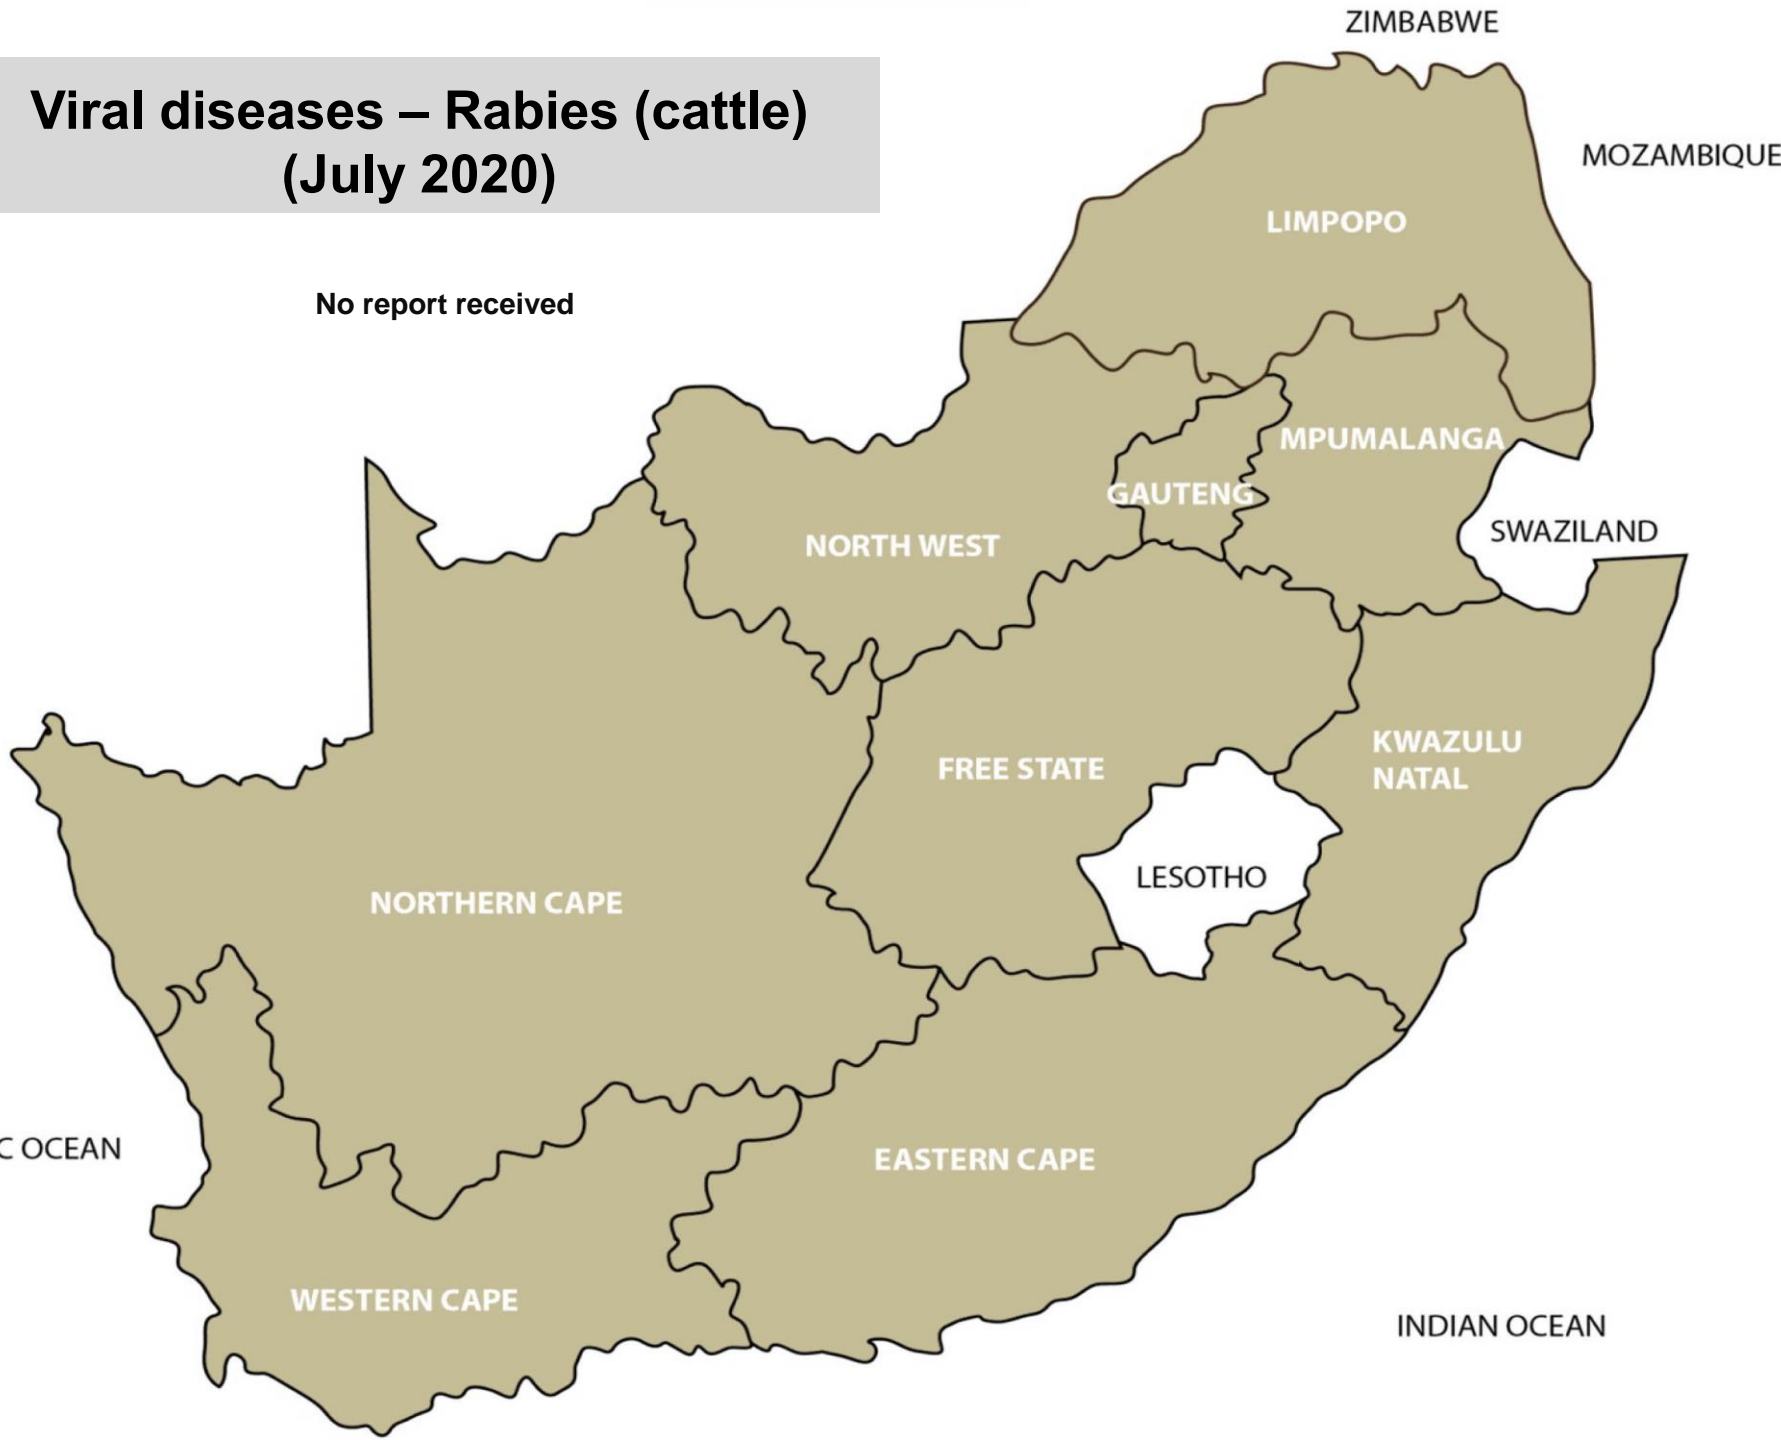 ZIMBABWE
Viral diseases – Rabies (cattle)
(July 2020)
MOZAMBIQUE
LIMPOPO
No report received
MPUMALANGA
GAUTENG
SWAZILAND
NORTH WEST
KWAZULU
NATAL
FREE STATE
LESOTHO
NORTHERN CAPE
C OCEAN
EASTERN CAPE
WESTERN CAPE
INDIAN OCEAN